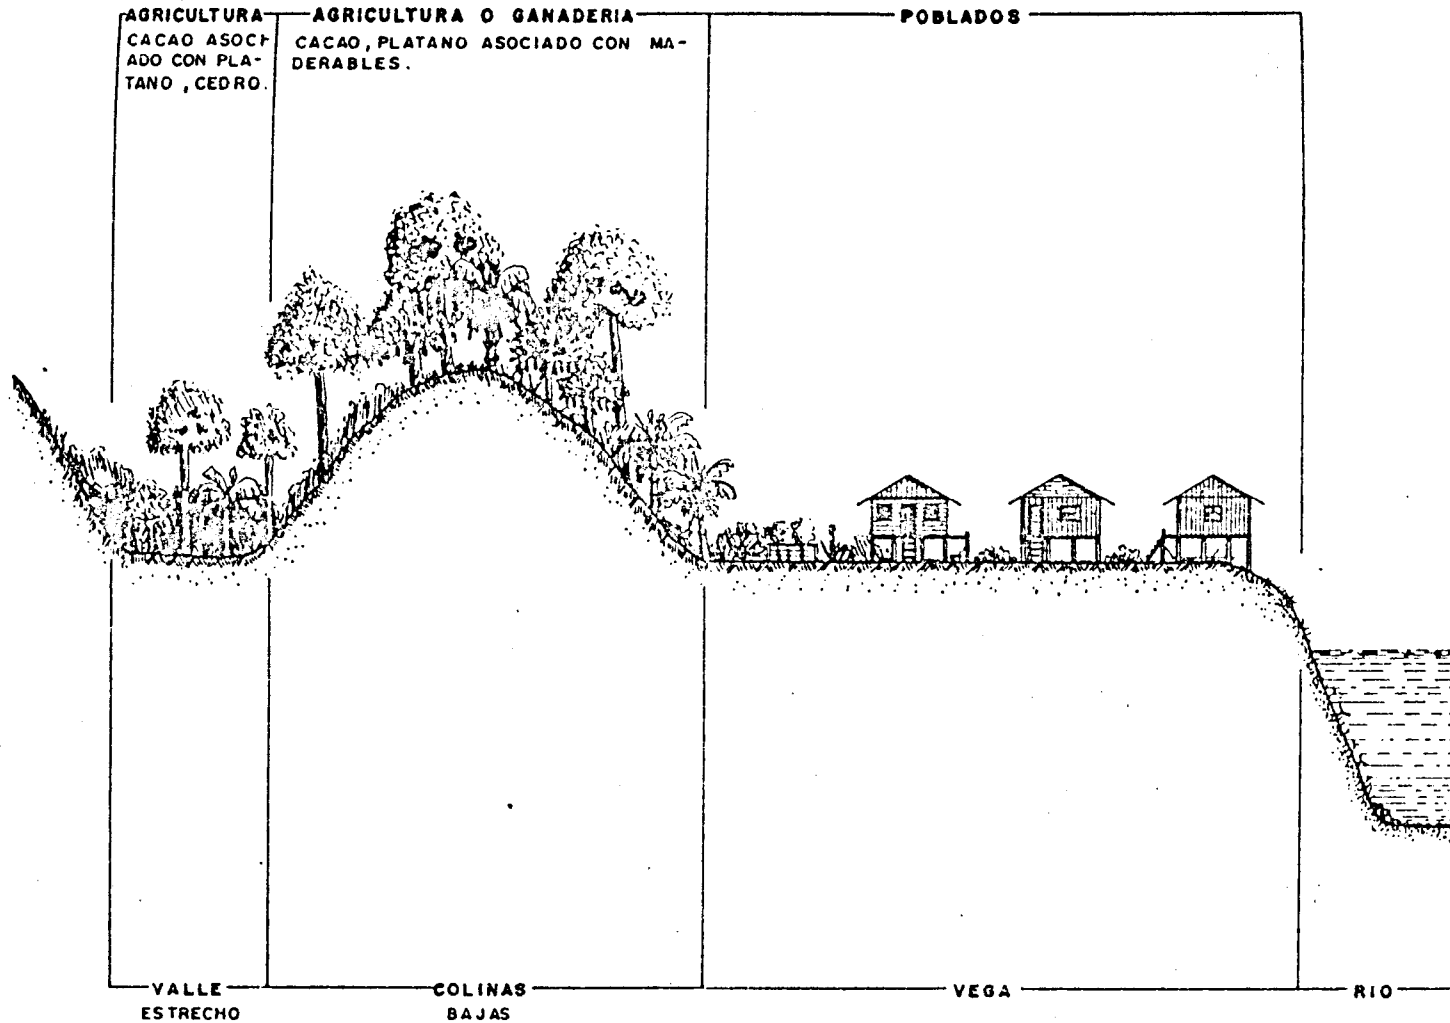 AGRICULTURA
CACAO ASOCI
ADO CON PLA-
TANO, CEDRO.
AGRICULTURA O GANADERIA
CACAO, PLATANO ASOCIADO CON MA-
DERABLES.
POBLADOS
VALLE
ESTRECHO
COLINAS
BAJAS
VEGA
RIO